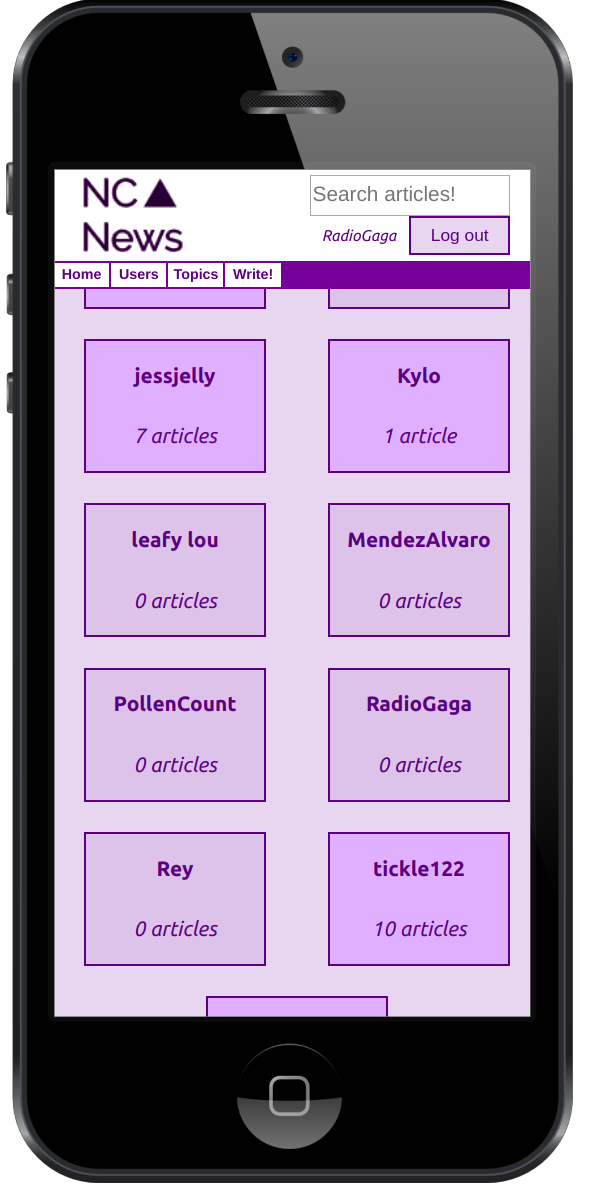 NC
News
Search articles!
RadioGaga
Log out
Home Users Topics Write!
jessjelly Kylo
7 articles 1 article
leafy lou MendezAlvaro
0 articles 0 articles
PollenCount RadioGaga
0 articles 0 articles
Rey tickle122
0 articles 10 articles